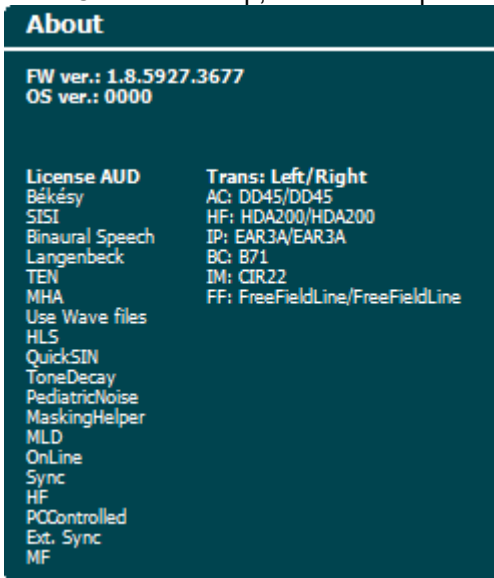 About
FW ver.: 1.8.5927.3677
OS ver.: 0000
License AUD
Békésy
SISI
Binaural Speech
Langenbeck
TEN
MHA
Use Wave files
HLS
QuickSIN
ToneDecay
PediatricNoise
MaskingHelper
MLD
OnLine
Sync
HF
PCControlled
Ext. Sync
MF
Trans: Left/Right
AC: DD45/DD45
HF: HDA200/HDA200
IP: EAR3A/EAR3A
BC: B71
IM: CIR22
FF: FreeFieldLine/FreeFieldLine